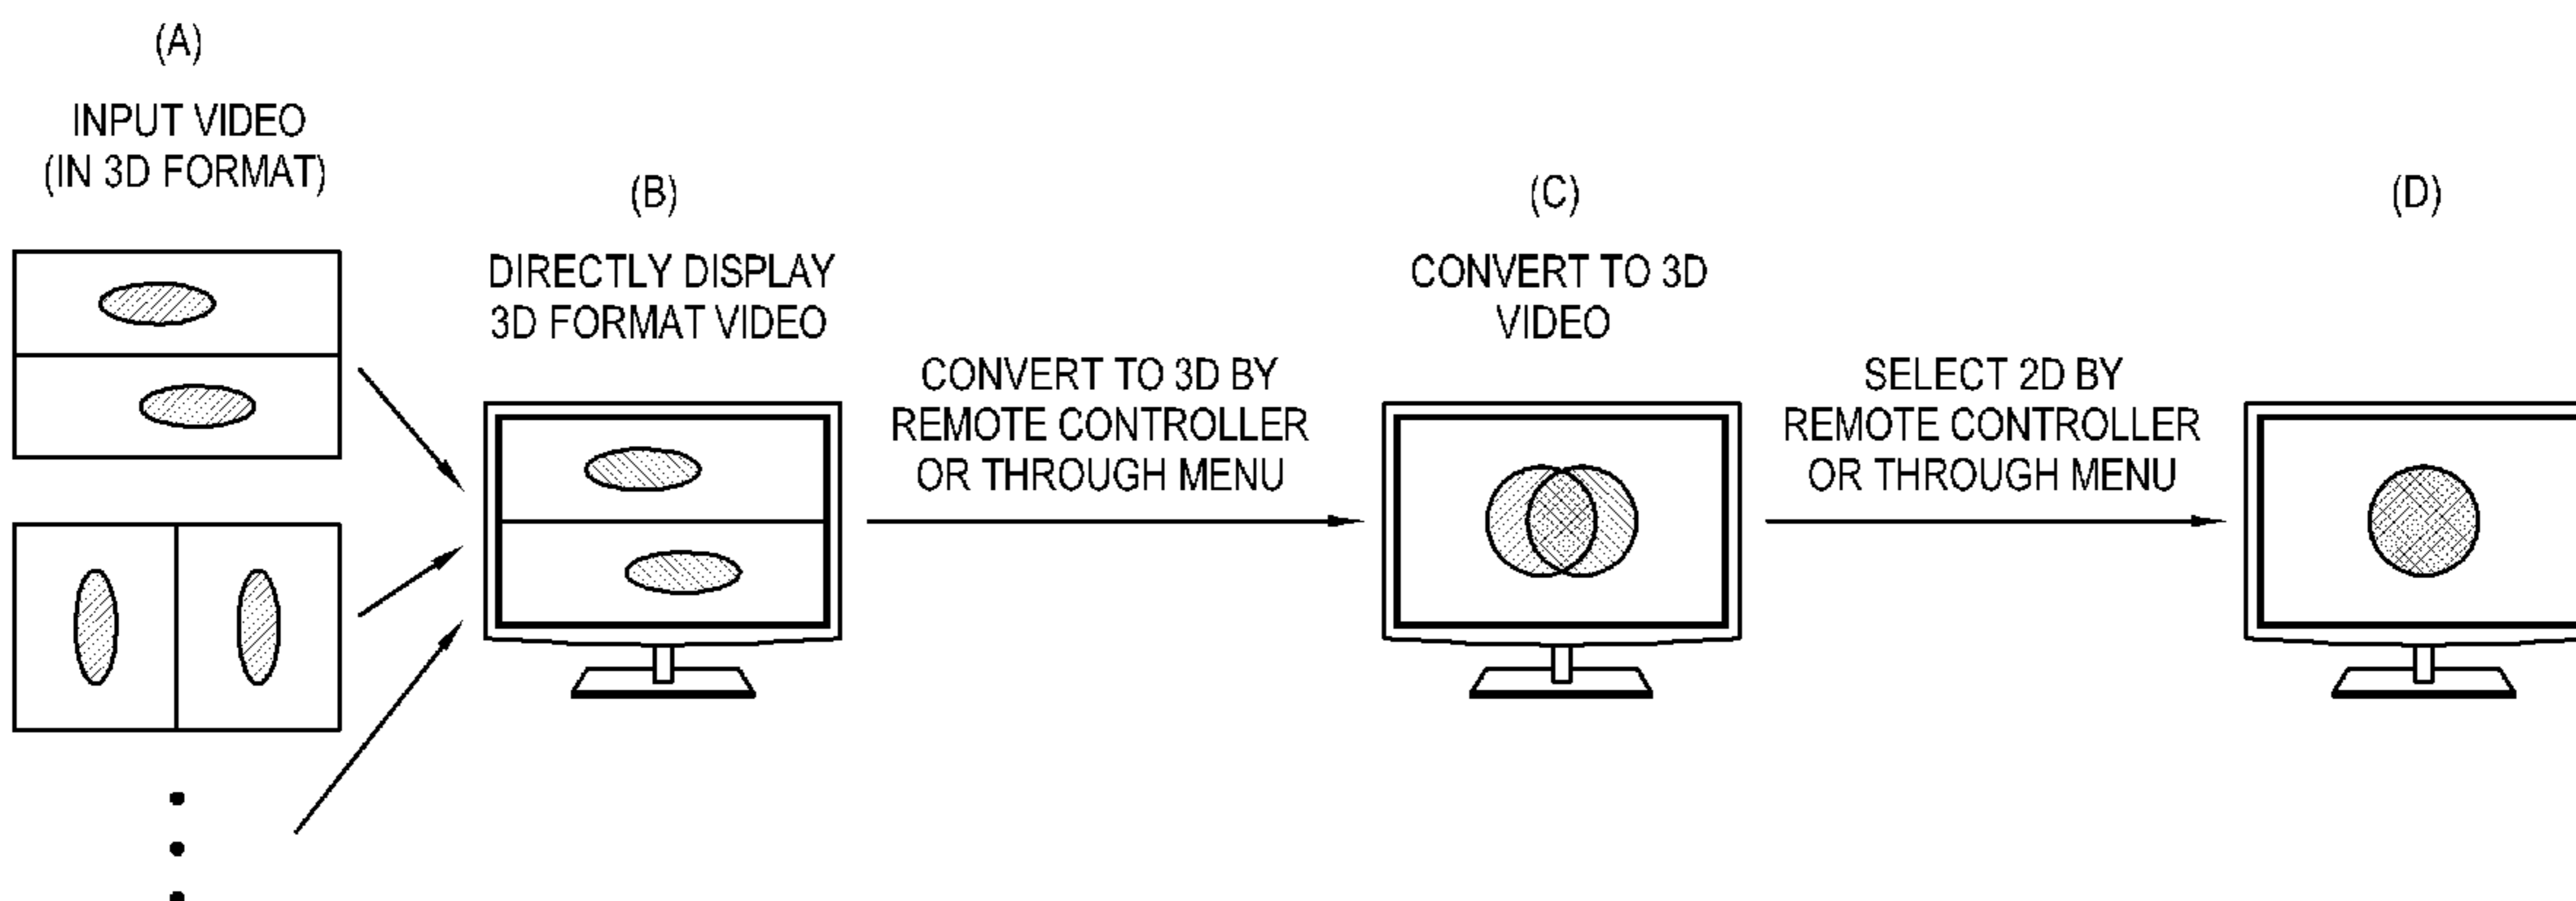 (A)
INPUT VIDEO
(IN 3D FORMAT)
(B)
DIRECTLY DISPLAY
3D FORMAT VIDEO
CONVERT TO 3D BY
REMOTE CONTROLLER
OR THROUGH MENU
(C)
CONVERT TO 3D
VIDEO
SELECT 2D BY
REMOTE CONTROLLER
OR THROUGH MENU
(D)